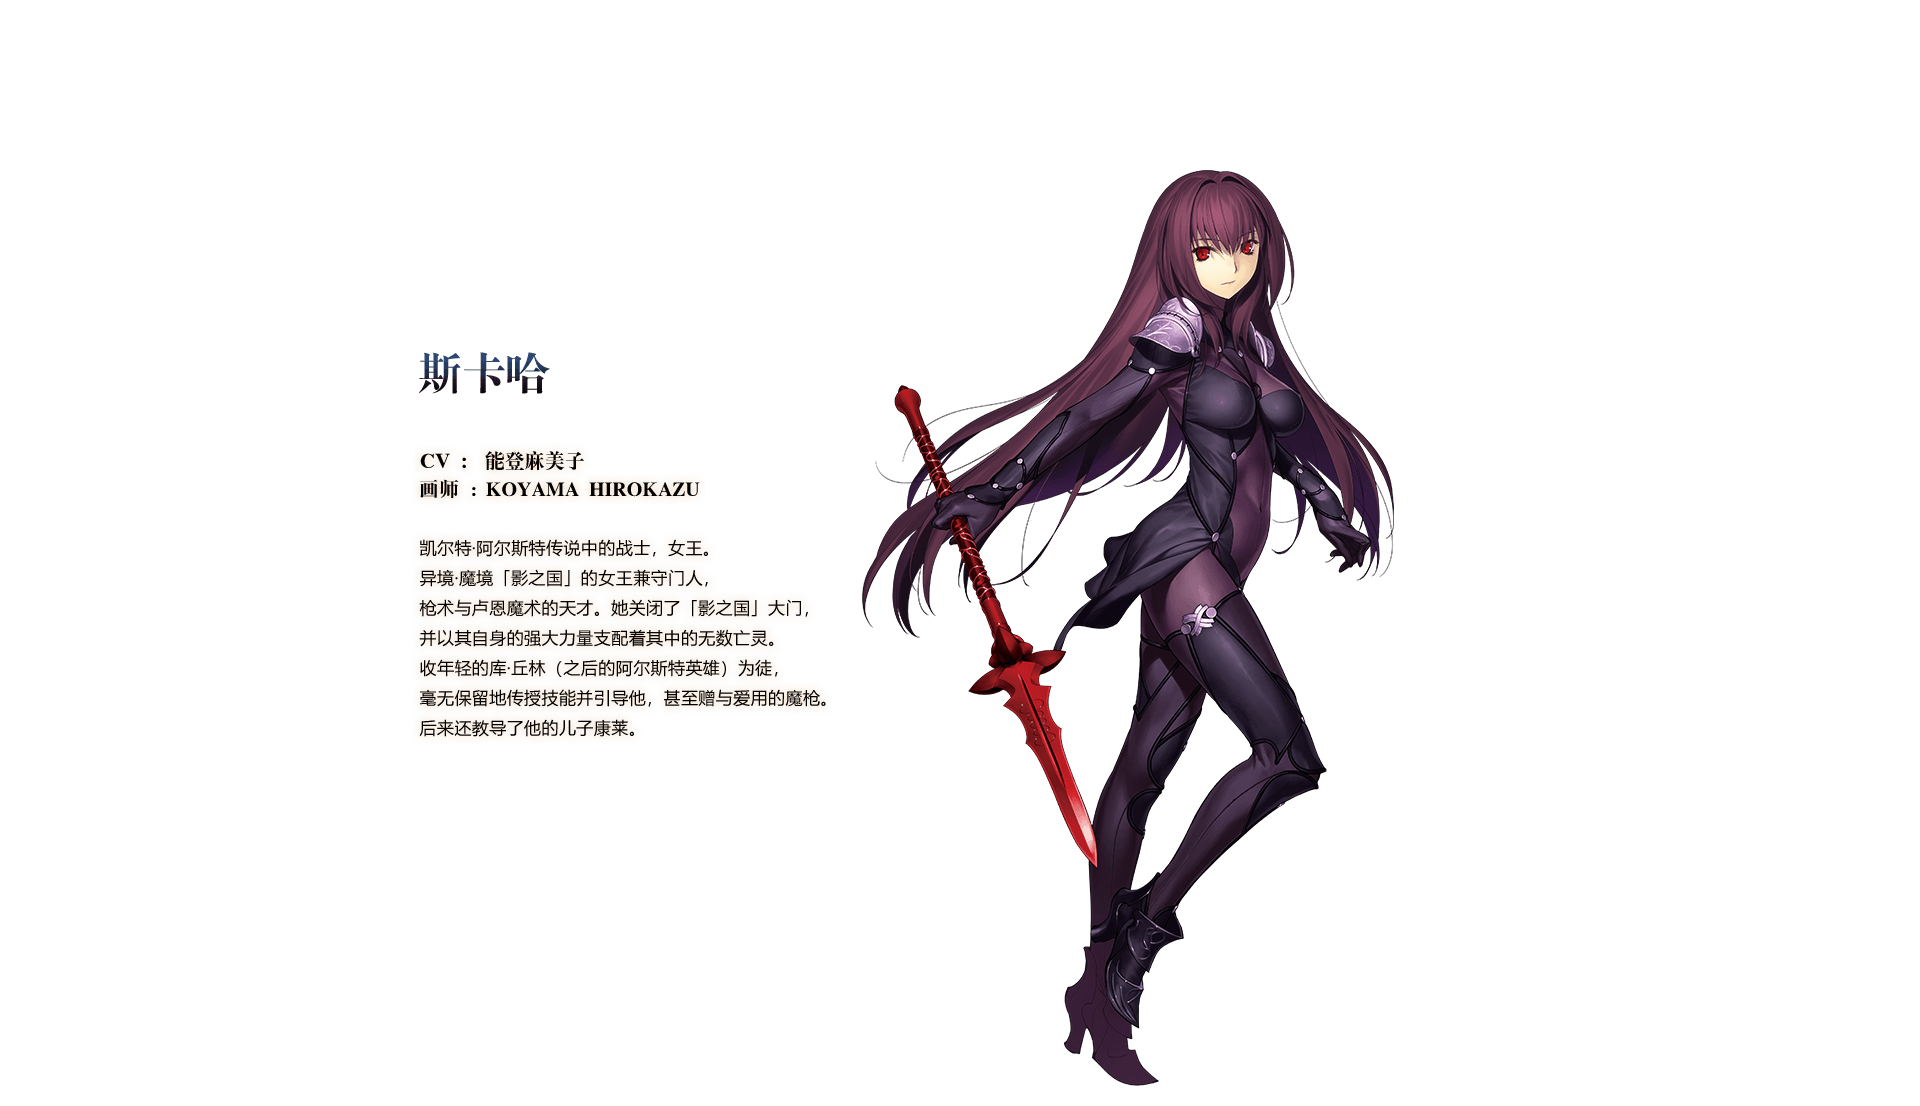 斯卡哈
CV ： 能登麻美子
画师 ：KOYAMA HIROKAZU
凯尔特·阿尔斯特传说中的战士，女王。
异境·魔境「影之国」的女王兼守门人，
枪术与卢恩魔术的天才。她关闭了「影之国」大门，
并以其自身的强大力量支配着其中的无数亡灵。
收年轻的库·丘林（之后的阿尔斯特英雄）为徒，
毫无保留地传授技能并引导他，甚至赠与爱用的魔枪。
后来还教导了他的儿子康莱。